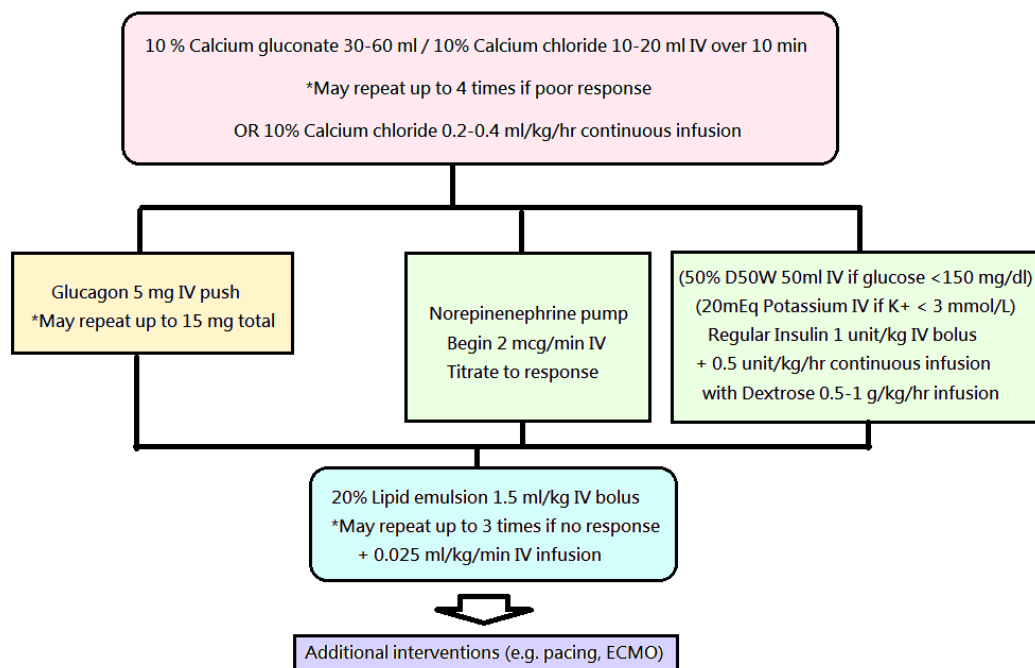 10 % Calcium gluconate 30-60 ml / 10% Calcium chloride 10-20 ml IV over 10 min
*May repeat up to 4 times if poor response
OR 10% Calcium chloride 0.2-0.4 ml/kg/hr continuous infusion
Glucagon 5 mg IV push
*May repeat up to 15 mg total
Norepinenephrine pump
Begin 2 mcg/min IV
Titrate to response
(50% D50W 50ml IV if glucose <150 mg/dl)
(20mEq Potassium IV if K+ < 3 mmol/L)
Regular Insulin 1 unit/kg IV bolus
+ 0.5 unit/kg/hr continuous infusion
with Dextrose 0.5-1 g/kg/hr infusion
20% Lipid emulsion 1.5 ml/kg IV bolus
*May repeat up to 3 times if no response
+ 0.025 ml/kg/min IV infusion
Additional interventions (e.g. pacing, ECMO)